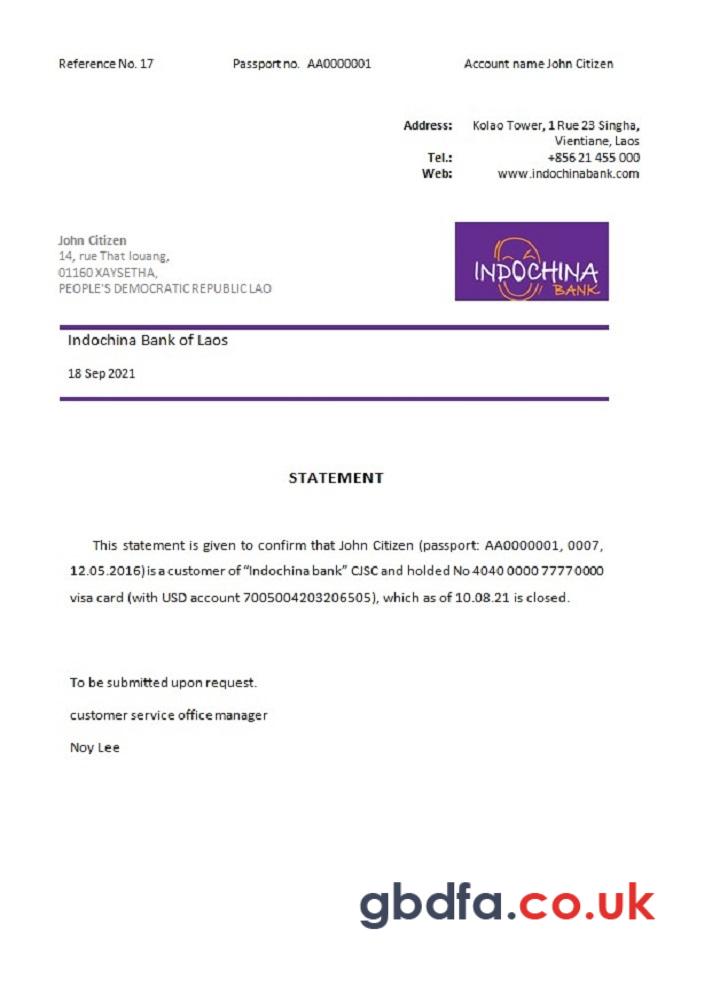 Reference No. 17 Passport no. AA0000001 Account name John Citizen
Address: Kolao Tower, 1 Rue 23 Singha,
Vientiane, Laos
Tel.: +856 21 455 000
Web: www.indochinabank.com
John Citizen
14, rue That louang,
01160 XAYSETHA,
PEOPLE'S DEMOCRATIC REPUBLIC LAO
INDOCHINA
BANK
Indochina Bank of Laos
18 Sep 2021
STATEMENT
This statement is given to confirm that John Citizen (passport: AA0000001, 0007,
12.05.2016) is a customer of "Indochina bank" CJSC and holded No 4040 0000 7777 0000
visa card (with USD account 7005004203206505), which as of 10.08.21 is closed.
To be submitted upon request.
customer service office manager
Noy Lee
gbdfa.co.uk